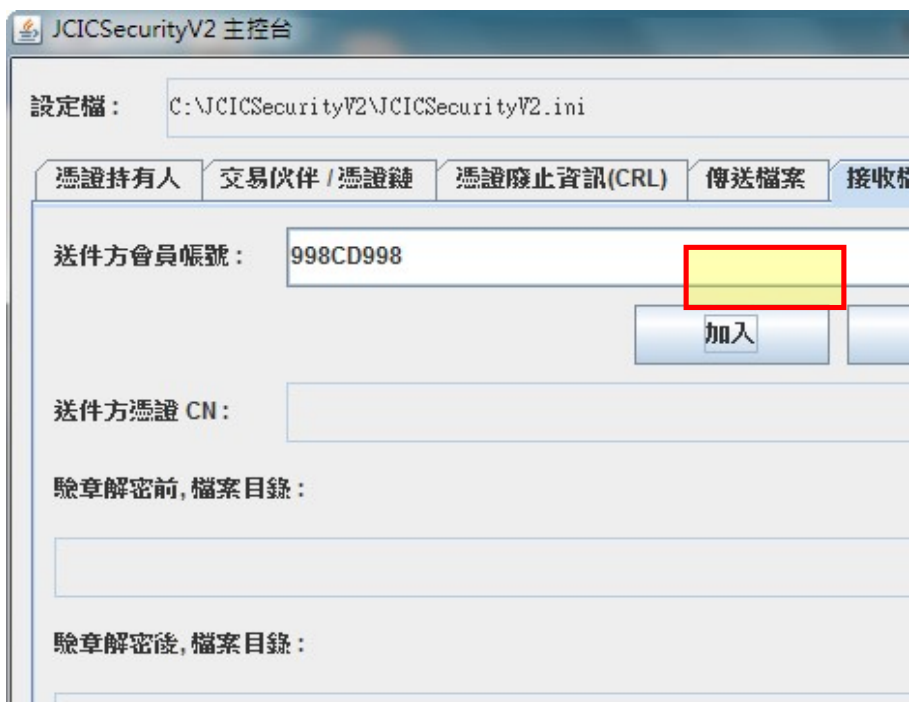 JCICSecurityV2 主控台
設定檔： C:\JCICSecurityV2\JCICSecurityV2.ini
憑證持有人 交易伙伴 / 憑證鏈 憑證廢止資訊(CRL) 傳送檔案 接收檔
送件方會員帳號： 998CD998
加入
送件方憑證 CN：
驗章解密前, 檔案目錄：
驗章解密後, 檔案目錄：